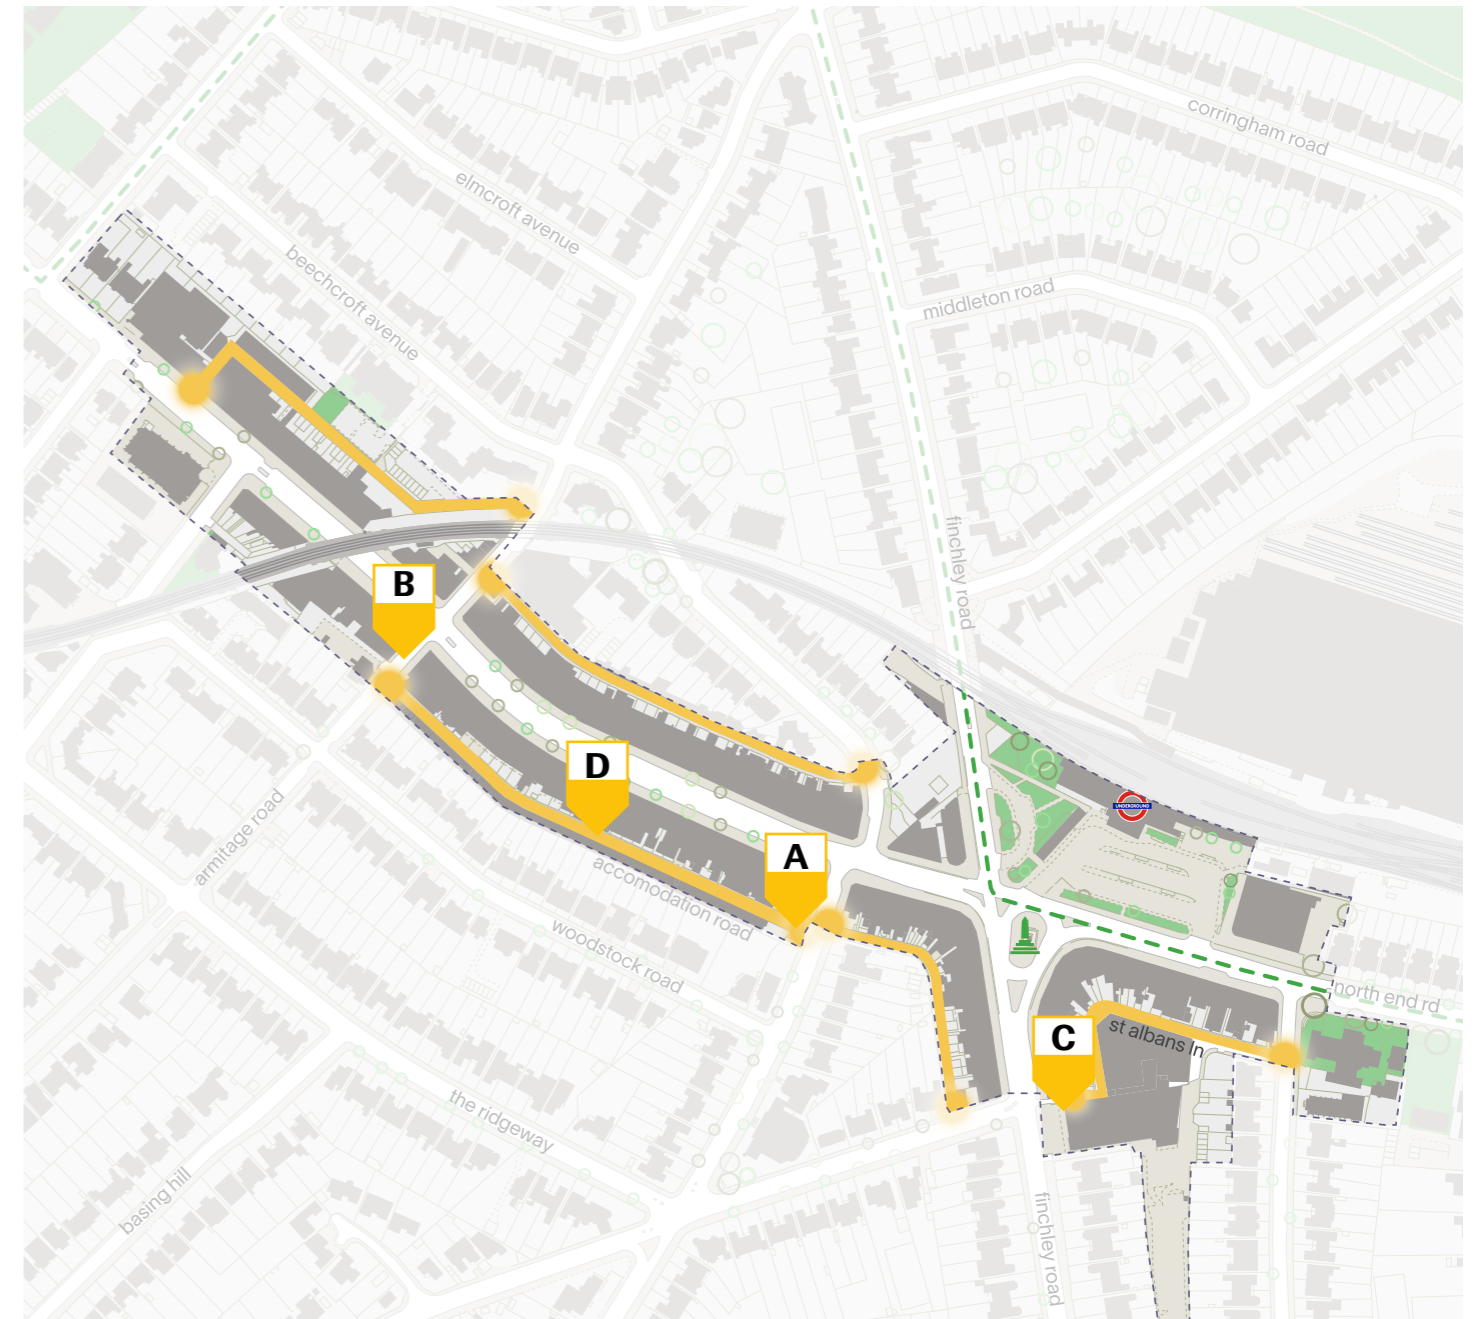 corringham road
elmcroft avenue
beechcroft avenue
middleton road
finchley road
B
D
UNDERGROUND
A
armitage road
accomodation road
woodstock road
north end rd
C
st albans ln
the ridgeway
basing hill
finchley road